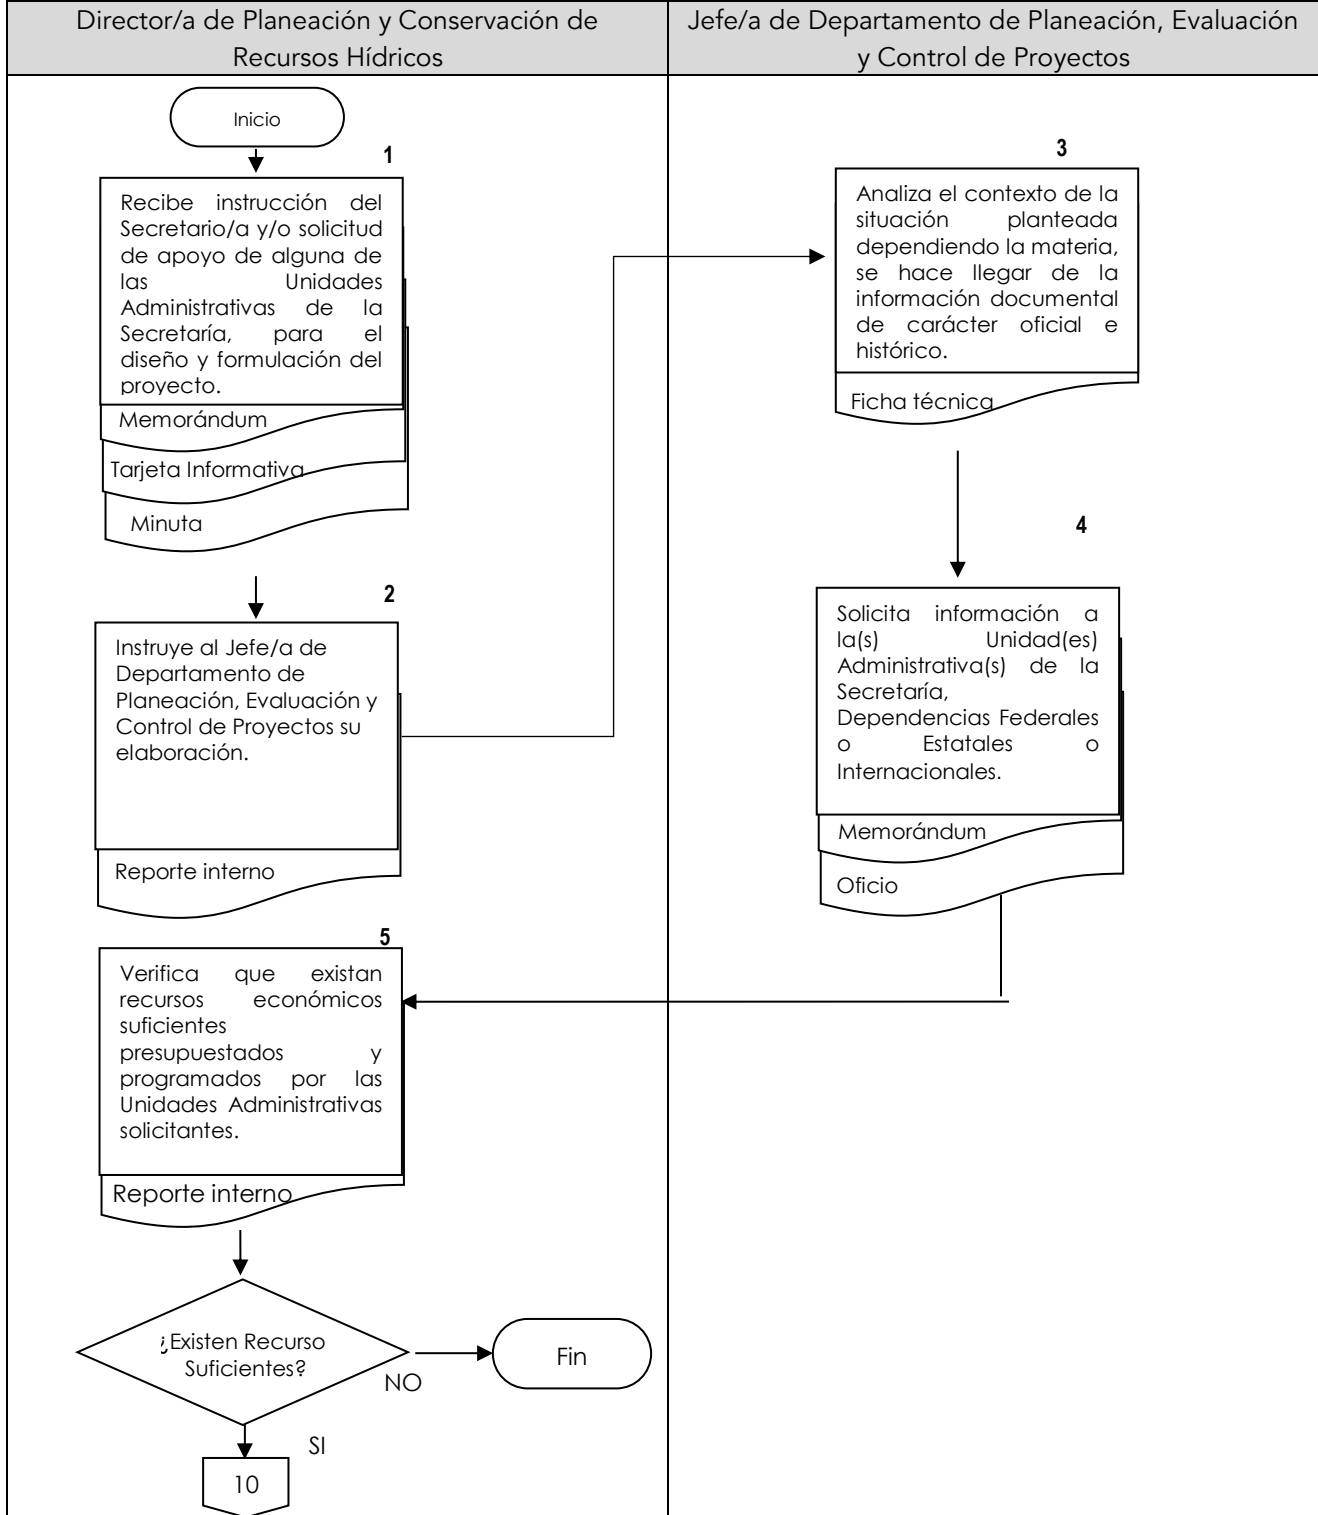 Director/a de Planeación y Conservación de
Recursos Hídricos
Jefe/a de Departamento de Planeación, Evaluación
y Control de Proyectos
Inicio
1
Recibe instrucción del
Secretario/a y/o solicitud
de apoyo de alguna de
las Unidades
Administrativas de la
Secretaría, para el
diseño y formulación del
proyecto.
Memorándum
Tarjeta Informativa
Minuta
2
Instruye al Jefe/a de
Departamento de
Planeación, Evaluación y
Control de Proyectos su
elaboración.
Reporte interno
3
Analiza el contexto de la
situación planteada
dependiendo la materia,
se hace llegar de la
información documental
de carácter oficial e
histórico.
Ficha técnica
4
Solicita información a
la(s) Unidad(es)
Administrativa(s) de la
Secretaría,
Dependencias Federales
o Estatales o
Internacionales.
Memorándum
Oficio
5
Verifica que existan
recursos económicos
suficientes
presupuestados y
programados por las
Unidades Administrativas
solicitantes.
Reporte interno
¿Existen Recurso
Suficientes?
NO
Fin
SI
10